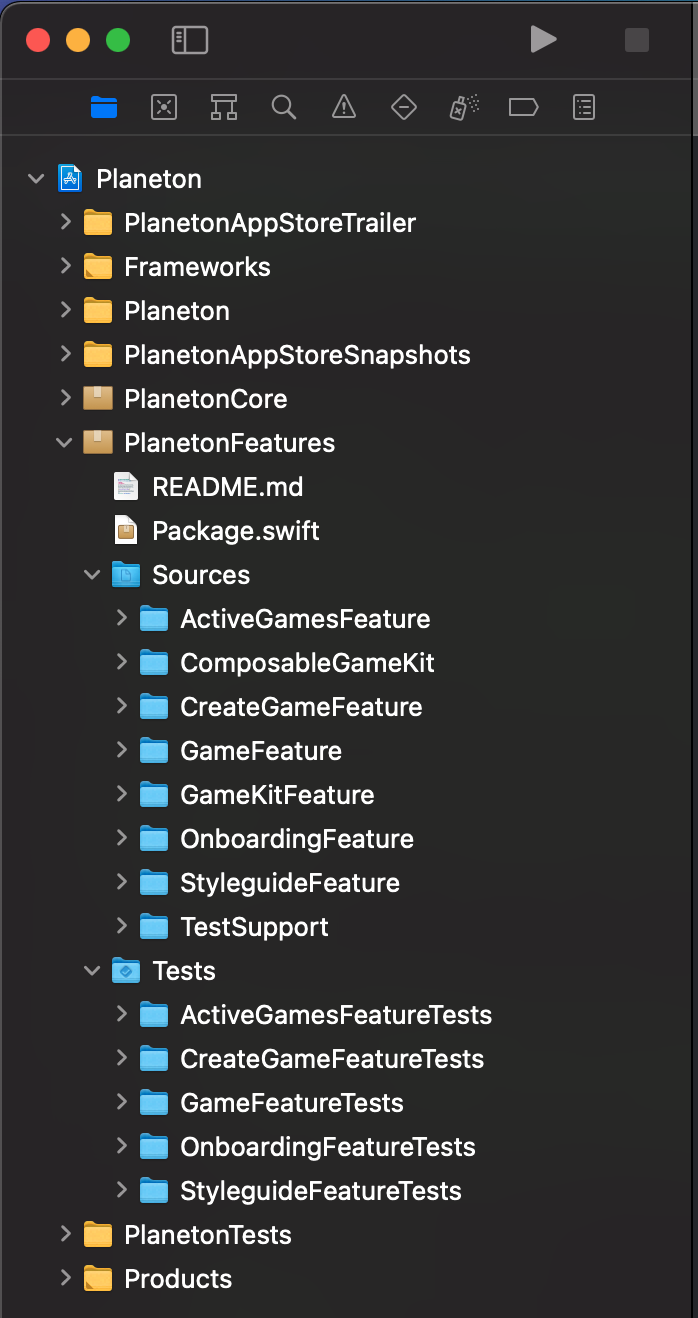 Planeton
PlanetonAppStoreTrailer
Frameworks
Planeton
PlanetonAppStoreSnapshots
PlanetonCore
PlanetonFeatures
README.md
Package.swift
Sources
ActiveGamesFeature
ComposableGameKit
CreateGameFeature
GameFeature
GameKitFeature
OnboardingFeature
StyleguideFeature
TestSupport
Tests
ActiveGamesFeatureTests
CreateGameFeatureTests
GameFeatureTests
OnboardingFeatureTests
StyleguideFeatureTests
PlanetonTests
Products